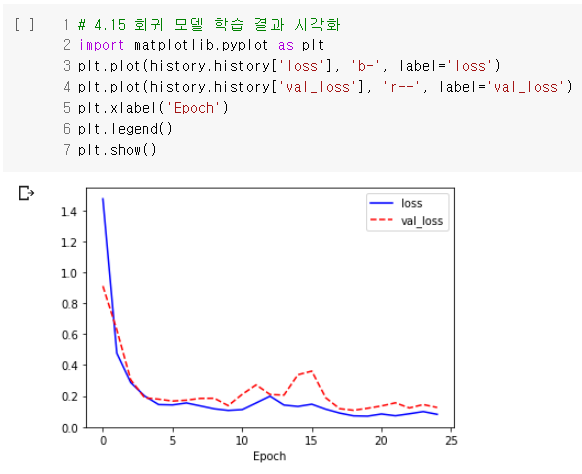 [ ]
1 # 4.15 회귀 모델 학습 결과 시각화
2 import matplotlib.pyplot as plt
3 plt.plot(history.history['loss'], 'b-', label='loss')
4 plt.plot(history.history['val_loss'], 'r--', label='val_loss')
5 plt.xlabel('Epoch')
6 plt.legend()
7 plt.show()
loss
val_loss
1.4
1.2
1.0
0.8
0.6
0.4
0.2
0.0
0 5 10 15 20 25
Epoch